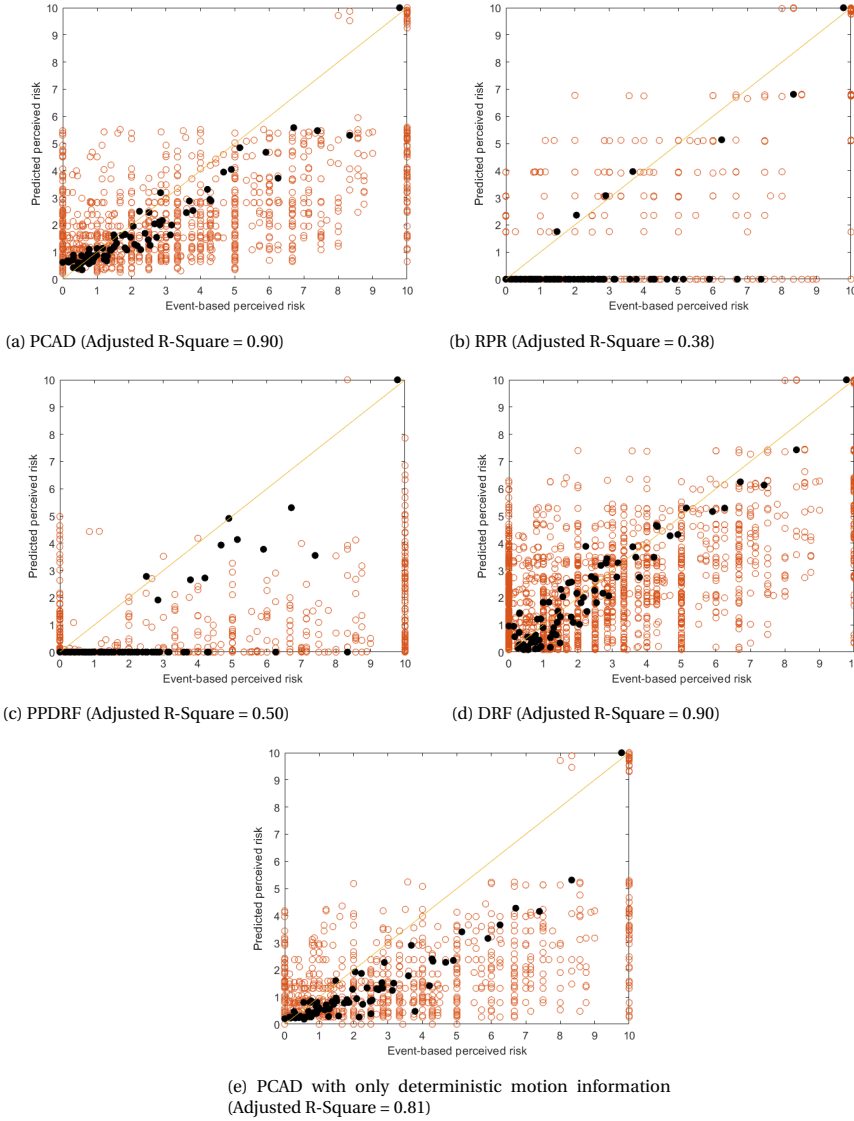 10
9
8
7
6
5
4
3
2
1
0
Predicted perceived risk
0 1 2 3 4 5 6 7 8 9 10
Event-based perceived risk
(a) PCAD (Adjusted R-Square = 0.90)
10
9
8
7
6
5
4
3
2
1
0
Predicted perceived risk
0 1 2 3 4 5 6 7 8 9 10
Event-based perceived risk
(b) RPR (Adjusted R-Square = 0.38)
10
9
8
7
6
5
4
3
2
1
0
Predicted perceived risk
0 1 2 3 4 5 6 7 8 9 10
Event-based perceived risk
(c) PPDRF (Adjusted R-Square = 0.50)
10
9
8
7
6
5
4
3
2
1
0
Predicted perceived risk
0 1 2 3 4 5 6 7 8 9 1
Event-based perceived risk
(d) DRF (Adjusted R-Square = 0.90)
10
9
8
7
6
5
4
3
2
1
0
Predicted perceived risk
0 1 2 3 4 5 6 7 8 9 10
Event-based perceived risk
(e) PCAD with only deterministic motion information
(Adjusted R-Square = 0.81)